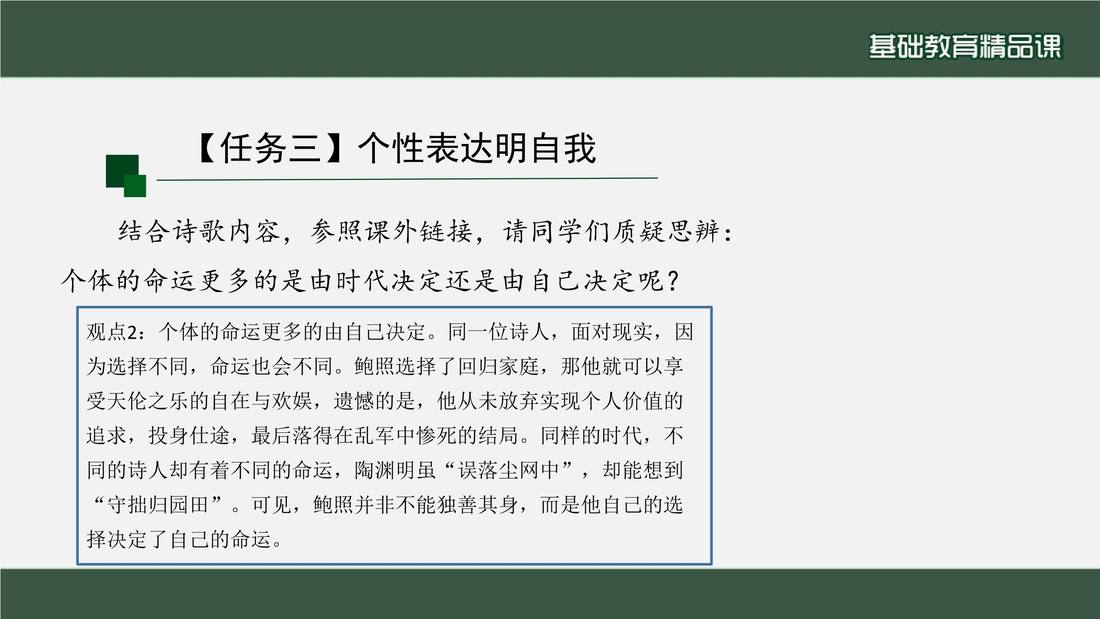 基础教育精品课
【任务三】个性表达明自我
结合诗歌内容，参照课外链接，请同学们质疑思辨：
个体的命运更多的是由时代决定还是由自己决定呢？
观点2：个体的命运更多的由自己决定。同一位诗人，面对现实，因
为选择不同，命运也会不同。鲍照选择了回归家庭，那他就可以享
受天伦之乐的自在与欢娱，遗憾的是，他从未放弃实现个人价值的
追求，投身仕途，最后落得在乱军中惨死的结局。同样的时代，不
同的诗人却有着不同的命运，陶渊明虽“误落尘网中”，却能想到
“守拙归园田”。可见，鲍照并非不能独善其身，而是他自己的选
择决定了自己的命运。